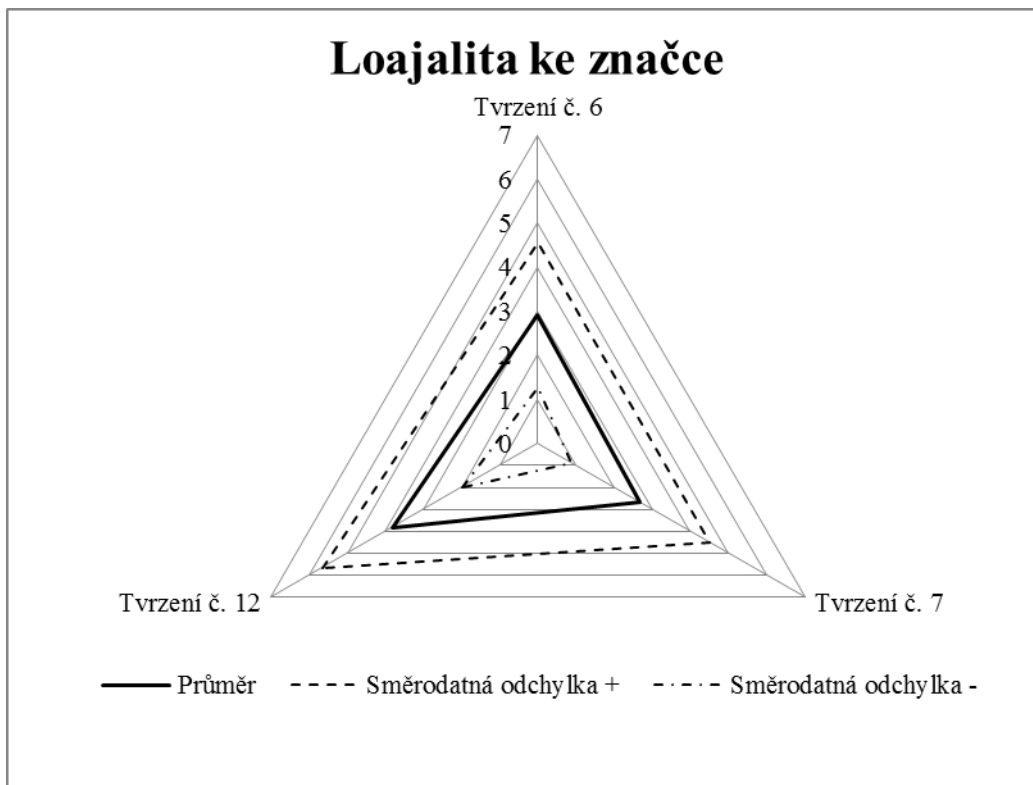 Loajalita ke značce
Tvrzení č. 6
7
6
5
4
3
2
1
0
Tvrzení č. 12
Tvrzení č. 7
Průměr
Směrodatná odchylka +
Směrodatná odchylka -